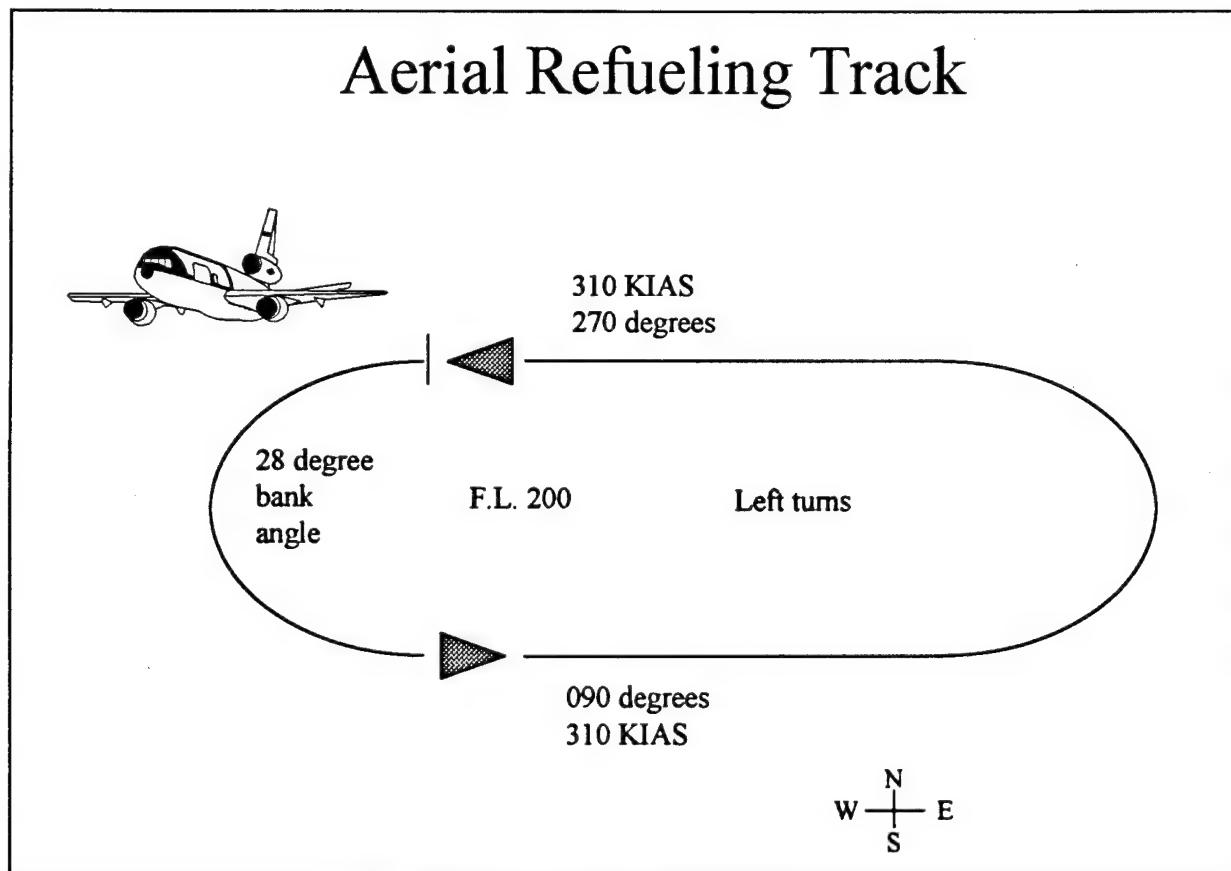 Aerial Refueling Track
310 KIAS
270 degrees
28 degree
bank
angle
F.L. 200
Left turns
090 degrees
310 KIAS
N
W E
S